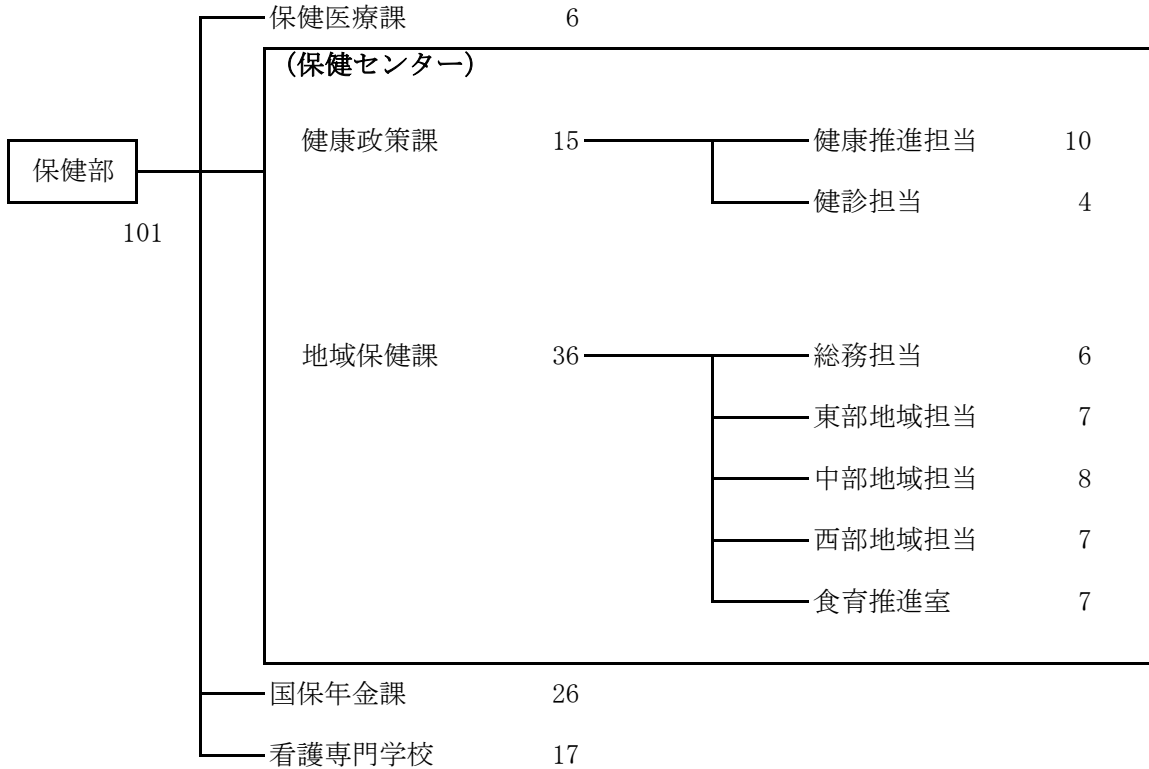 保健医療課 6
(保健センター)
健康政策課 15 健康推進担当 10
保健部
健診担当 4
101
地域保健課 36 総務担当 6
東部地域担当 7
中部地域担当 8
西部地域担当 7
食育推進室 7
国保年金課 26
看護専門学校 17